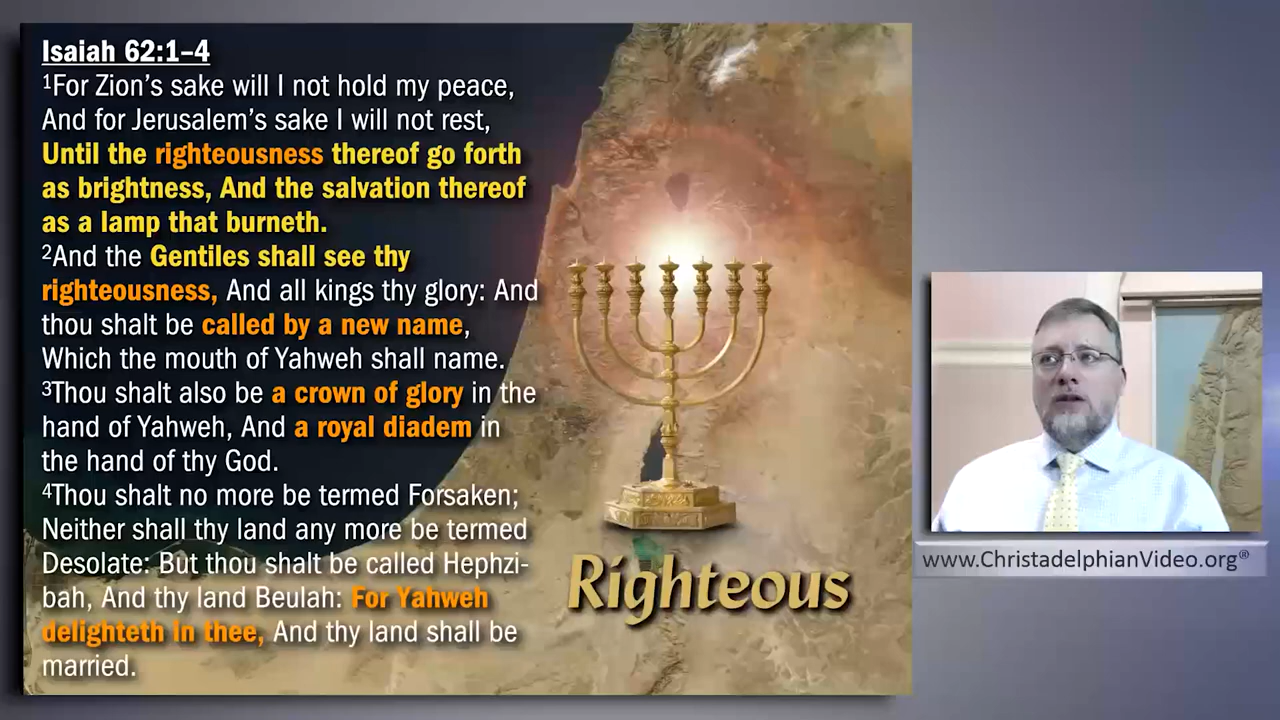 Isaiah 62:1–4
¹For Zion’s sake will I not hold my peace,
And for Jerusalem’s sake I will not rest,
Until the righteousness thereof go forth
as brightness, And the salvation thereof
as a lamp that burneth.
²And the Gentiles shall see thy
righteousness, And all kings thy glory: And
thou shalt be called by a new name,
Which the mouth of Yahweh shall name.
³Thou shalt also be a crown of glory in the
hand of Yahweh, And a royal diadem in
the hand of thy God.
⁴Thou shalt no more be termed Forsaken;
Neither shall thy land any more be termed
Desolate: But thou shalt be called Hephzi-
bah, And thy land Beulah: For Yahweh
delighteth in thee, And thy land shall be
married.
Righteous
www.ChristadelphianVideo.org®